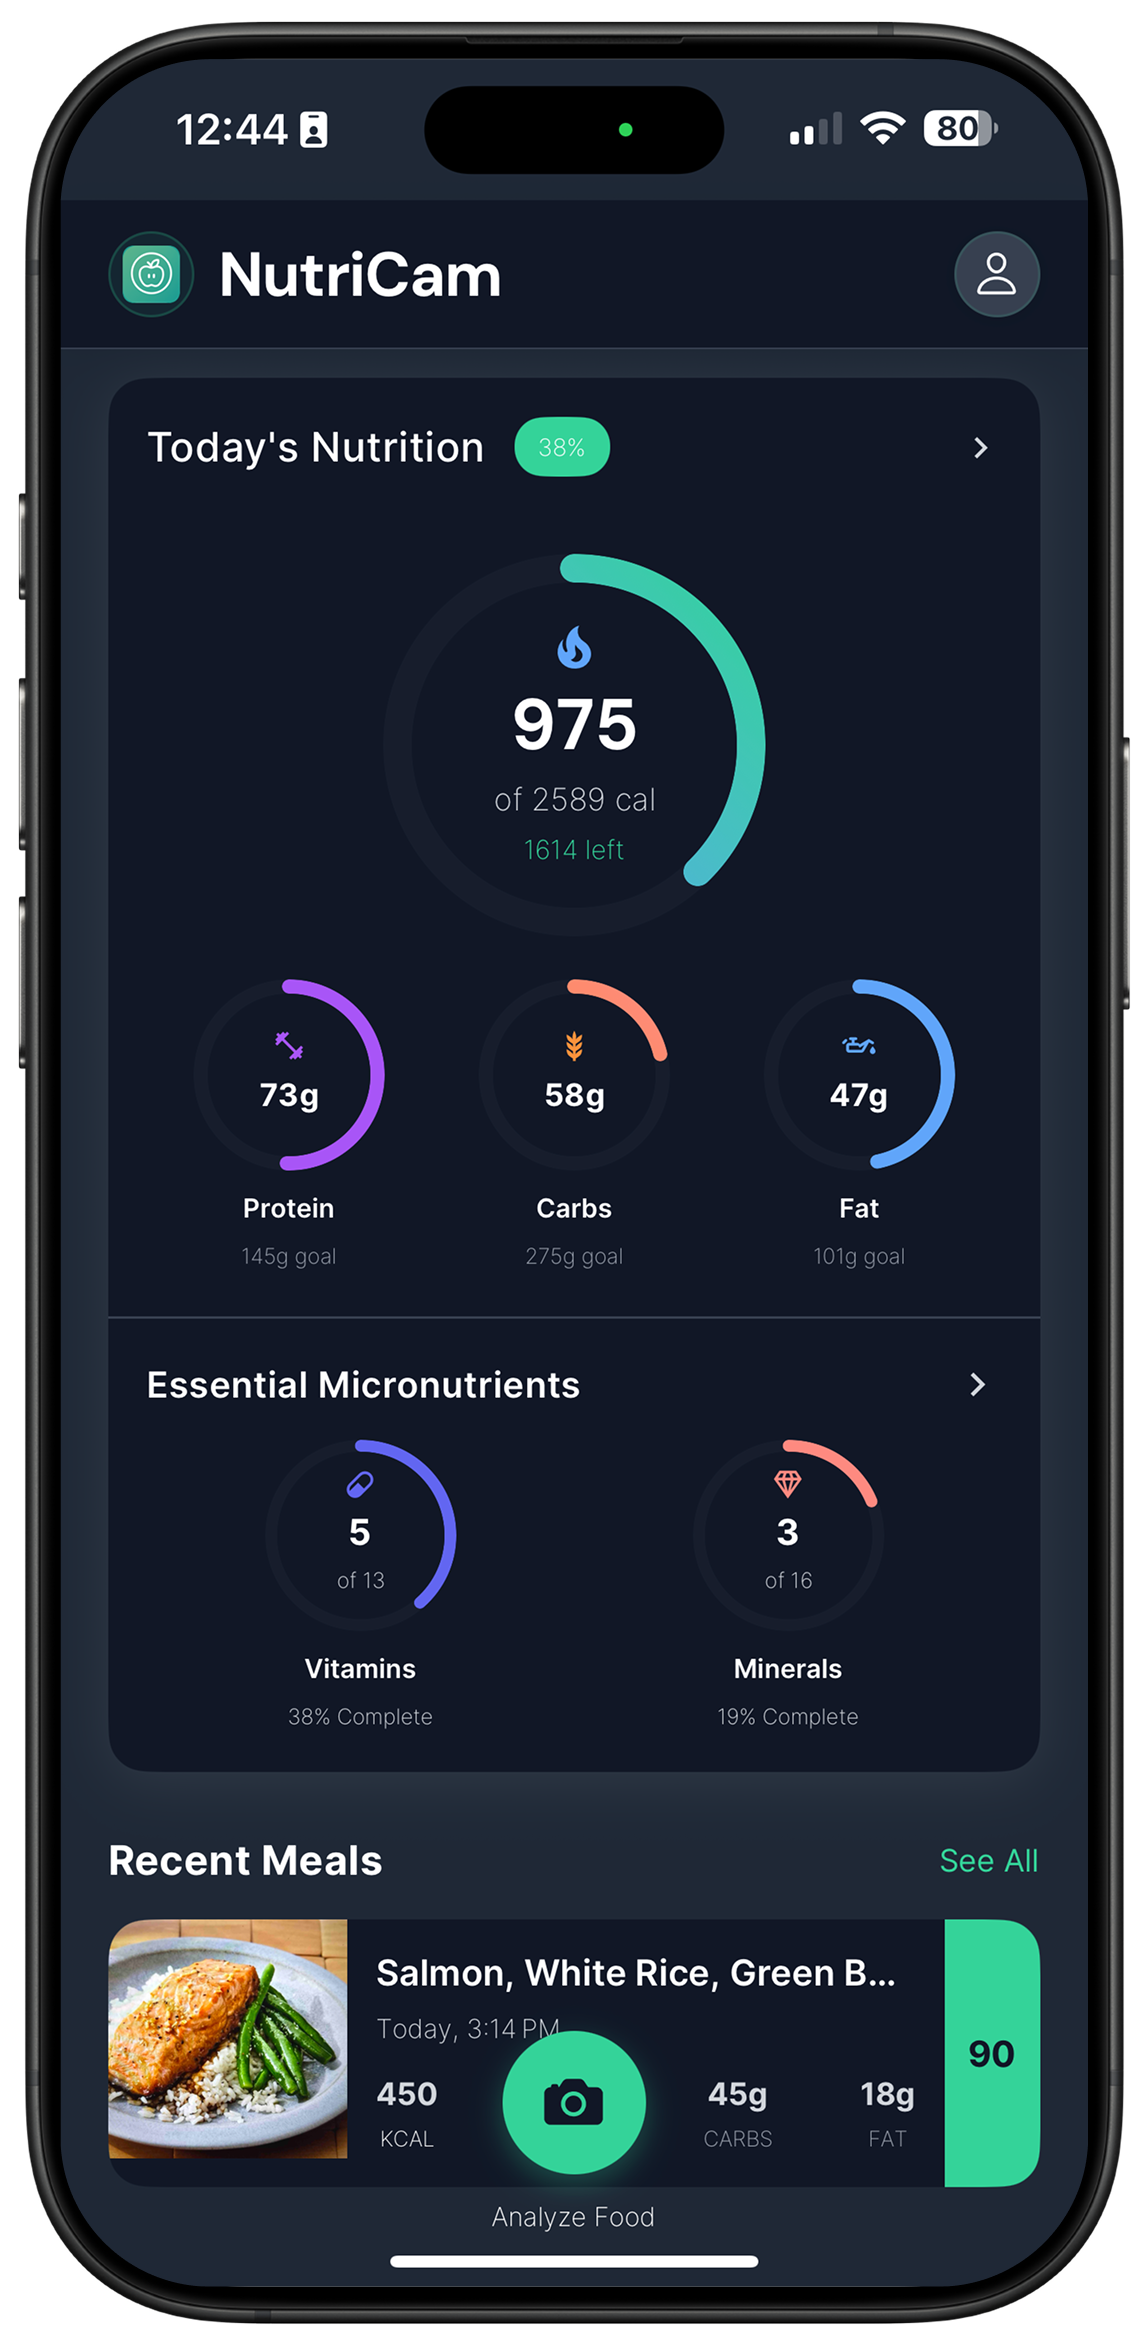 12:44
80
NutriCam
Today's Nutrition 38%
975
of 2589 cal
1614 left
73g 58g 47g
Protein Carbs Fat
145g goal 275g goal 101g goal
Essential Micronutrients
5 3
of 13 of 16
Vitamins Minerals
38% Complete 19% Complete
Recent Meals See All
Salmon, White Rice, Green B...
Today, 3:14 PM
90
450 45g 18g
KCAL CARBS FAT
Analyze Food